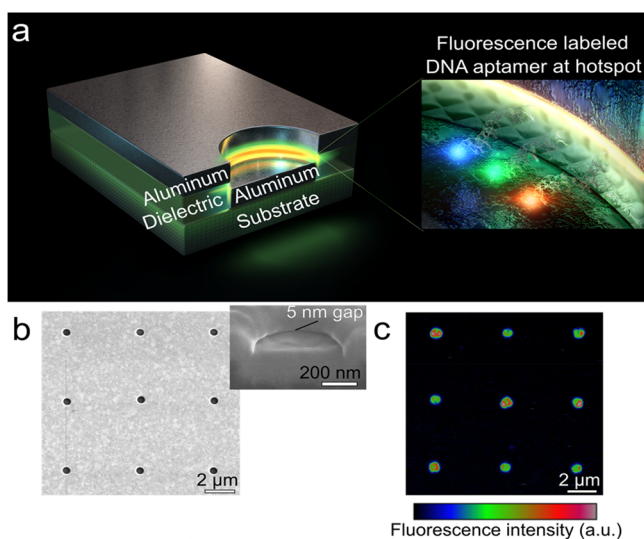 a
Fluorescence labeled
DNA aptamer at hotspot
Aluminum
Dielectric
Aluminum
Substrate
b
5 nm gap
200 nm
2 μm
c
2 μm
Fluorescence intensity (a.u.)